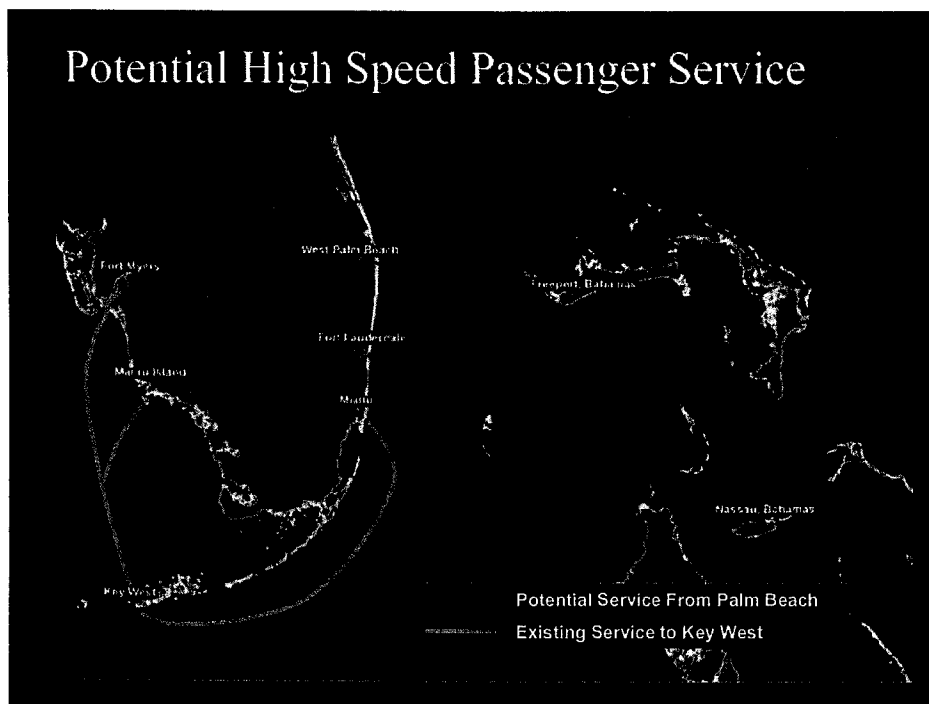 Potential High Speed Passenger Service
West Palm Beach
Fort Myers
Freeport, Bahamas
Fort Lauderdale
Marco Island
Miami
Nassau, Bahamas
Key West
Potential Service From Palm Beach
Existing Service to Key West